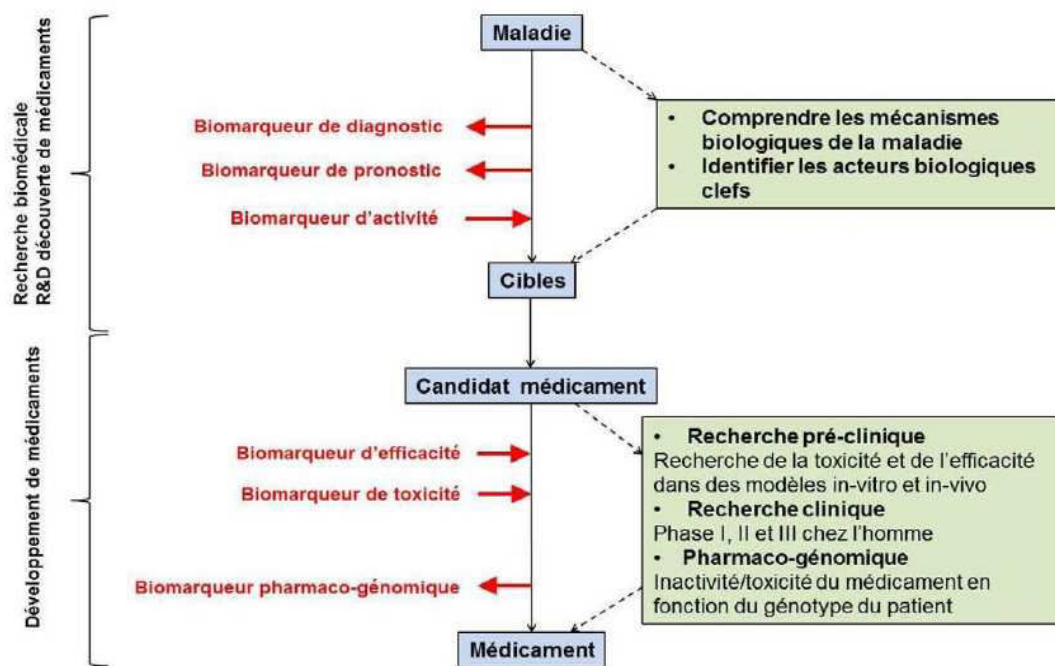 Maladie
Recherche biomédicale
R&D découverte de médicaments
Biomarqueur de diagnostic
Biomarqueur de pronostic
Biomarqueur d'activité
• Comprendre les mécanismes
biologiques de la maladie
• Identifier les acteurs biologiques
clefs
Cibles
Développement de médicaments
Candidat médicament
Biomarqueur d'efficacité
Biomarqueur de toxicité
Biomarqueur pharmaco-génomique
• Recherche pré-clinique
Recherche de la toxicité et de l'efficacité
dans des modèles in-vitro et in-vivo
• Recherche clinique
Phase I, II et III chez l'homme
• Pharmaco-génomique
Inactivité/toxicité du médicament en
fonction du génotype du patient
Médicament